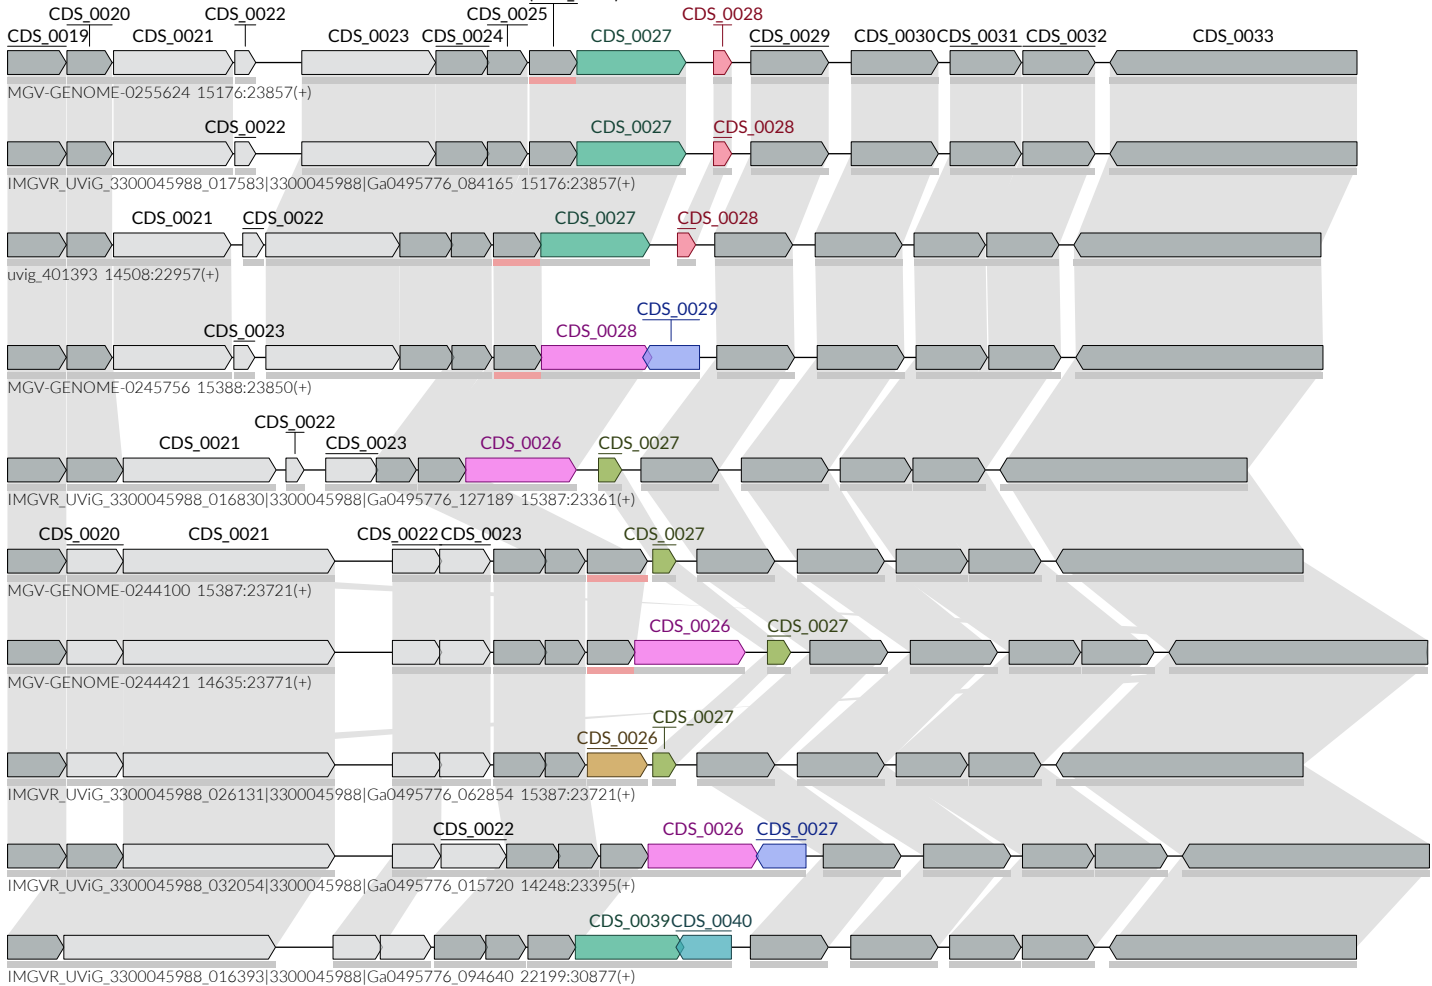 CDS_0020 CDS_0022 CDS_0025 CDS_0028
CDS_0019 CDS_0021 CDS_0023 CDS_0024 CDS_0027 CDS_0029 CDS_0030 CDS_0031 CDS_0032 CDS_0033
MGV-GENOME-0255624 15176:23857(+)
CDS_0022 CDS_0027 CDS_0028
IMGVR_UViG_3300045988_017583|3300045988|Ga0495776_084165 15176:23857(+)
CDS_0021 CDS_0022 CDS_0027 CDS_0028
uvig_401393 14508:22957(+)
CDS_0029
CDS_0023 CDS_0028
MGV-GENOME-0245756 15388:23850(+)
CDS_0022
CDS_0021 CDS_0023 CDS_0026 CDS_0027
IMGVR_UViG_3300045988_016830|3300045988|Ga0495776_127189 15387:23361(+)
CDS_0020 CDS_0021 CDS_0022 CDS_0023 CDS_0027
MGV-GENOME-0244100 15387:23721(+)
CDS_0026 CDS_0027
MGV-GENOME-0244421 14635:23771(+)
CDS_0027
CDS_0026
IMGVR_UViG_3300045988_026131|3300045988|Ga0495776_062854 15387:23721(+)
CDS_0022 CDS_0026 CDS_0027
IMGVR_UViG_3300045988_032054|3300045988|Ga0495776_015720 14248:23395(+)
CDS_0039 CDS_0040
IMGVR_UViG_3300045988_016393|3300045988|Ga0495776_094640 22199:30877(+)